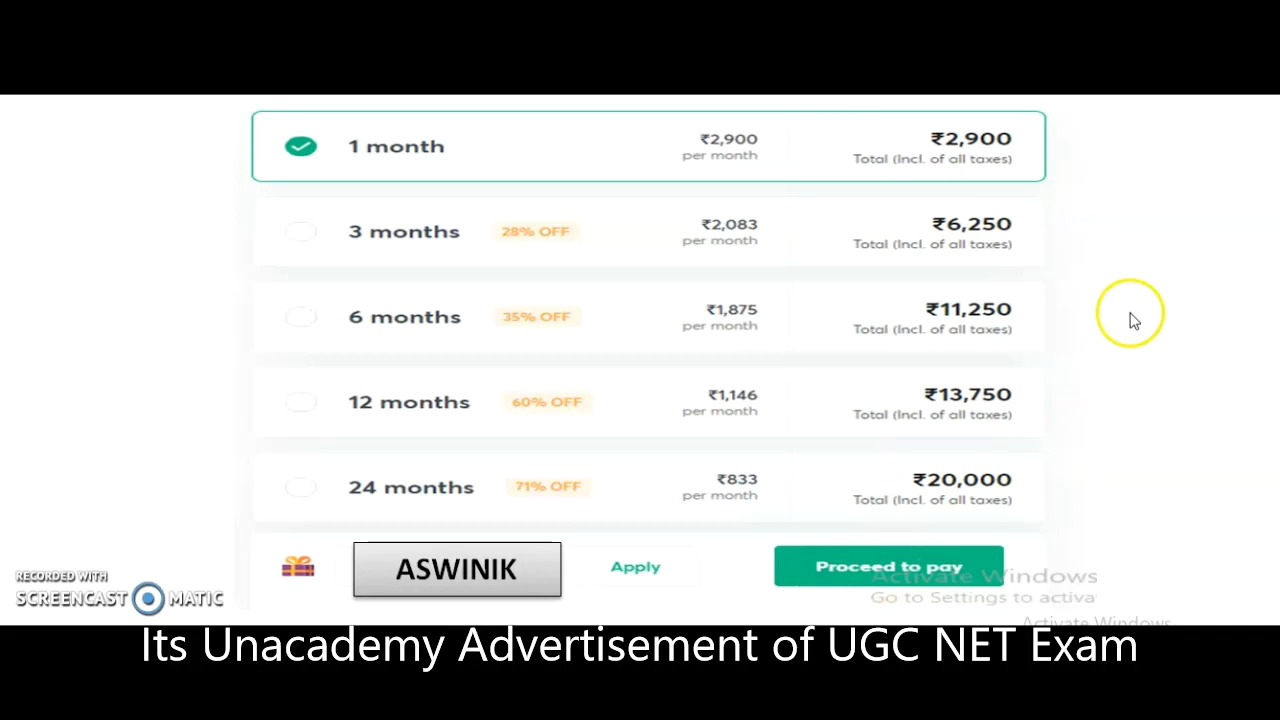 1 month ₹2,900 ₹2,900
per month Total (Incl. of all taxes)
3 months 28% OFF ₹2,083 ₹6,250
per month Total (Incl. of all taxes)
6 months 35% OFF ₹1,875 ₹11,250
per month Total (Incl. of all taxes)
12 months 60% OFF ₹1,146 ₹13,750
per month Total (Incl. of all taxes)
24 months 71% OFF ₹833 ₹20,000
per month Total (Incl. of all taxes)
ASWINIK Apply Proceed to pay
Activate Windows
Go to Settings to activa
Activate Windows
RECORDED WITH
SCREENCAST MATIC
Its Unacademy Advertisement of UGC NET Exam